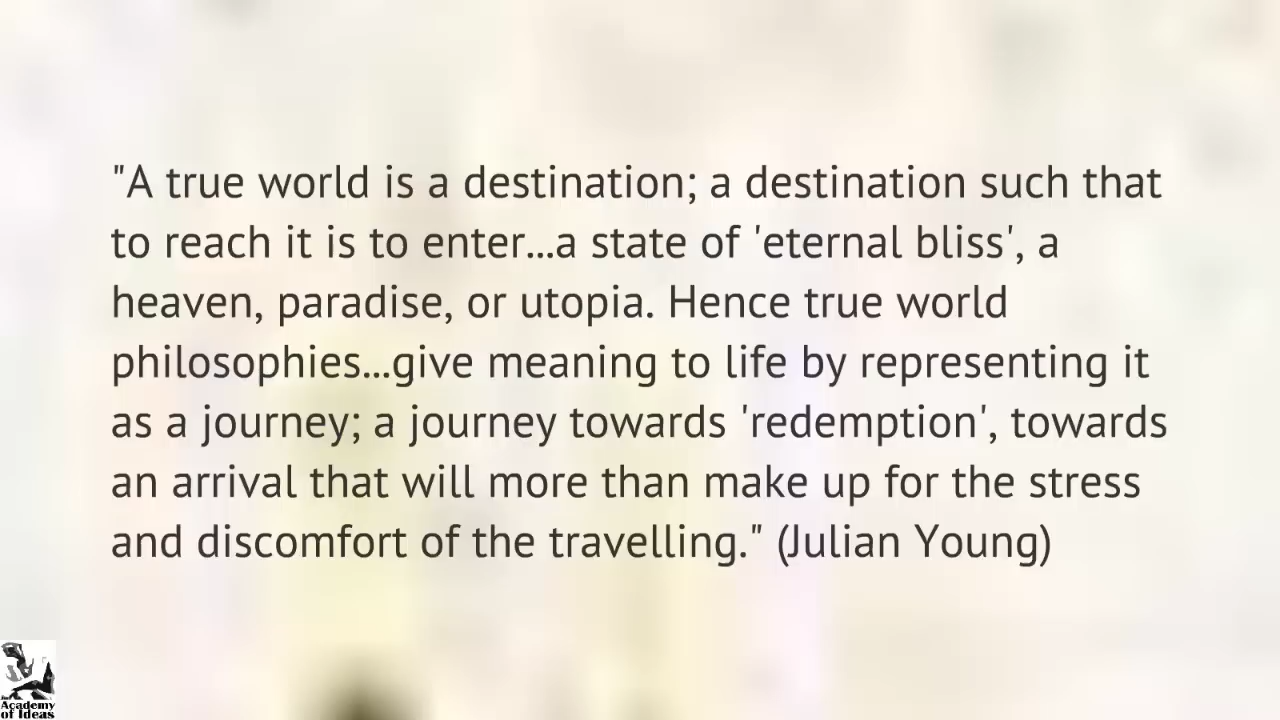 "A true world is a destination; a destination such that
to reach it is to enter...a state of 'eternal bliss', a
heaven, paradise, or utopia. Hence true world
philosophies...give meaning to life by representing it
as a journey; a journey towards 'redemption', towards
an arrival that will more than make up for the stress
and discomfort of the travelling." (Julian Young)
Academy
of Ideas